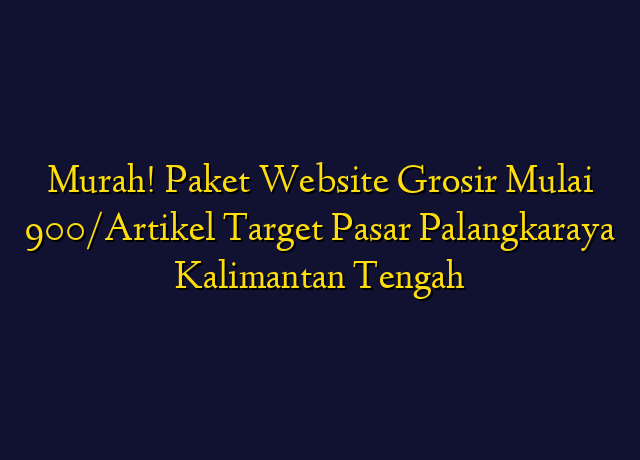 Murah! Paket Website Grosir Mulai
900/Artikel Target Pasar Palangkaraya
Kalimantan Tengah